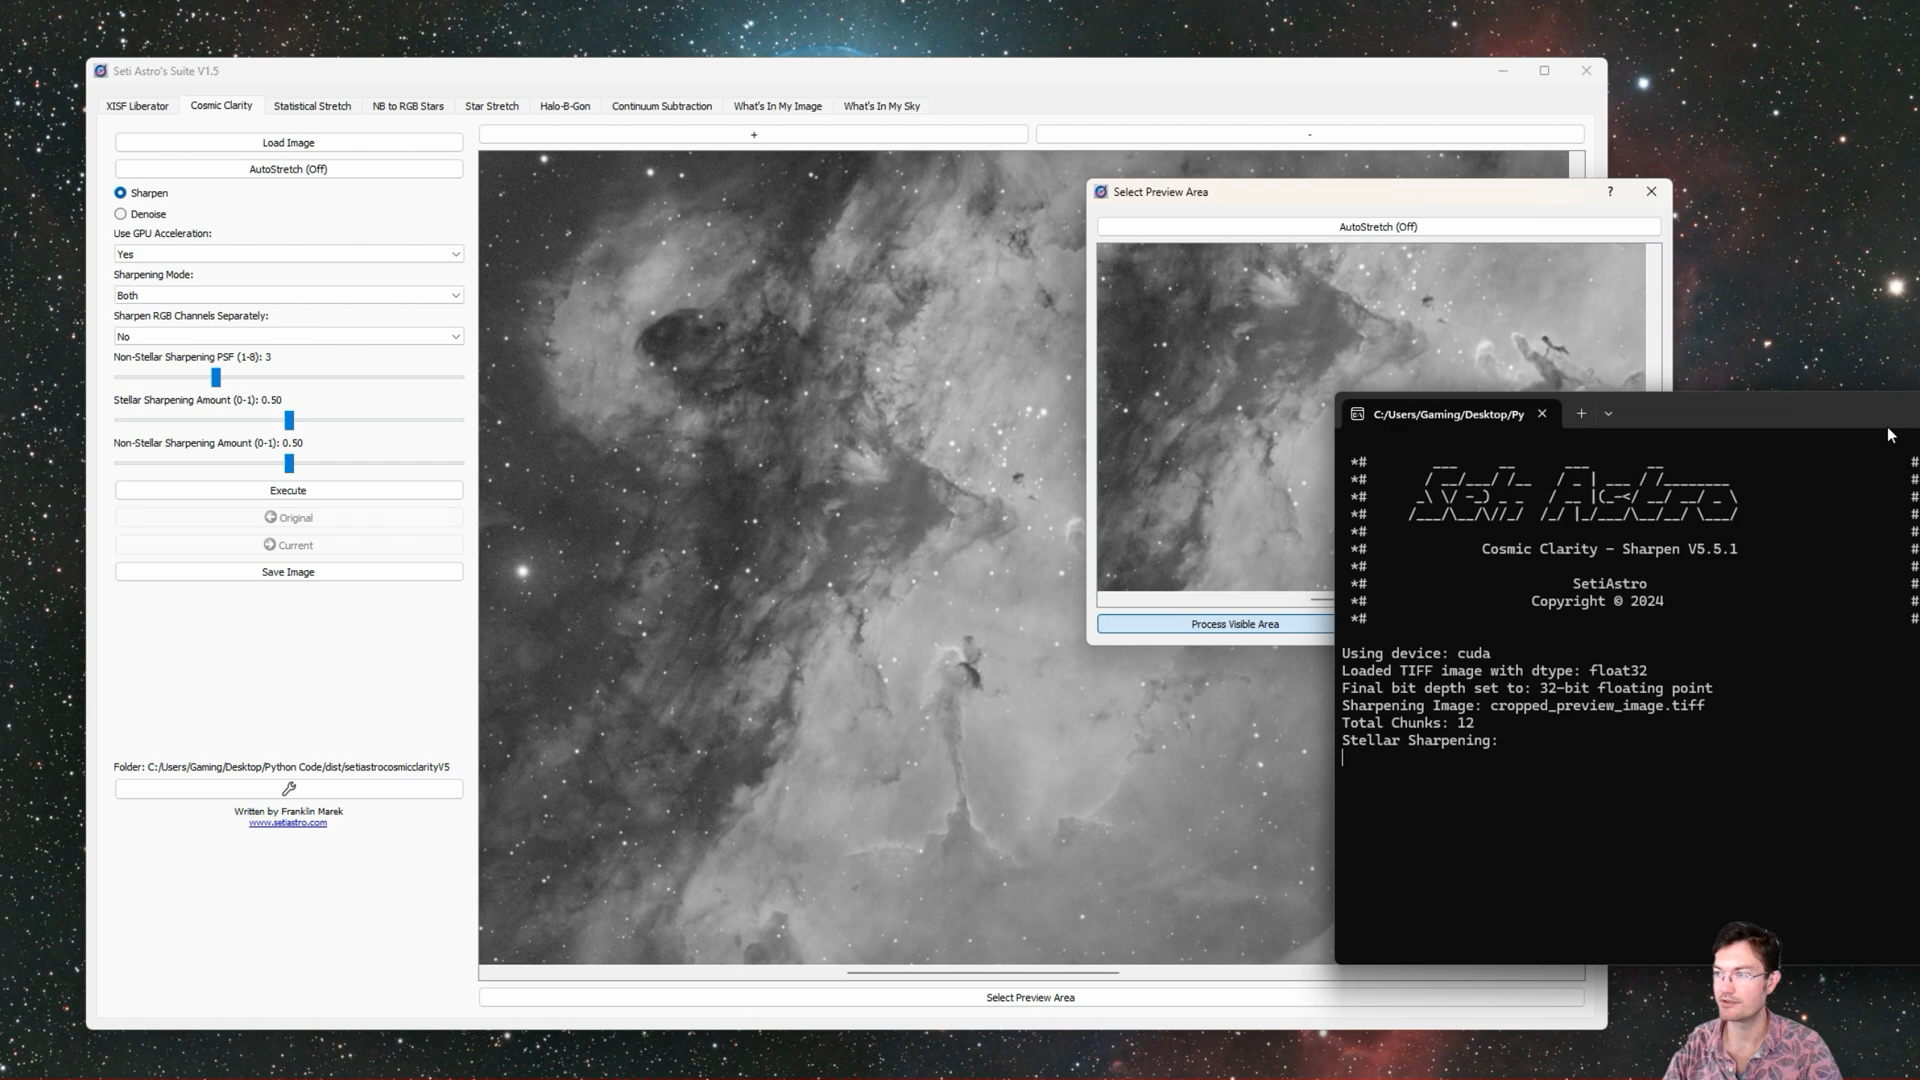 Seti Astro's Suite V1.5
XISF Liberator
Cosmic Clarity
Statistical Stretch
NB to RGB Stars
Star Stretch
Halo-B-Gon
Continuum Subtraction
What's In My Image
What's In My Sky
Load Image
AutoStretch (Off)
Sharpen
Denoise
Use GPU Acceleration:
Yes
Sharpening Mode:
Both
Sharpen RGB Channels Separately:
No
Non-Stellar Sharpening PSF (1-8): 3
Stellar Sharpening Amount (0-1): 0.50
Non-Stellar Sharpening Amount (0-1): 0.50
Execute
Original
Current
Save Image
Folder: C:/Users/Gaming/Desktop/Python Code/dist/setiastrocosmicclarityV5
Written by Franklin Marek
www.setiastro.com
+
-
Select Preview Area
Select Preview Area
?
AutoStretch (Off)
Process Visible Area
C:/Users/Gaming/Desktop/Py
Seti Astro
Cosmic Clarity - Sharpen V5.5.1
SetiAstro
Copyright © 2024
Using device: cuda
Loaded TIFF image with dtype: float32
Final bit depth set to: 32-bit floating point
Sharpening Image: cropped_preview_image.tiff
Total Chunks: 12
Stellar Sharpening: